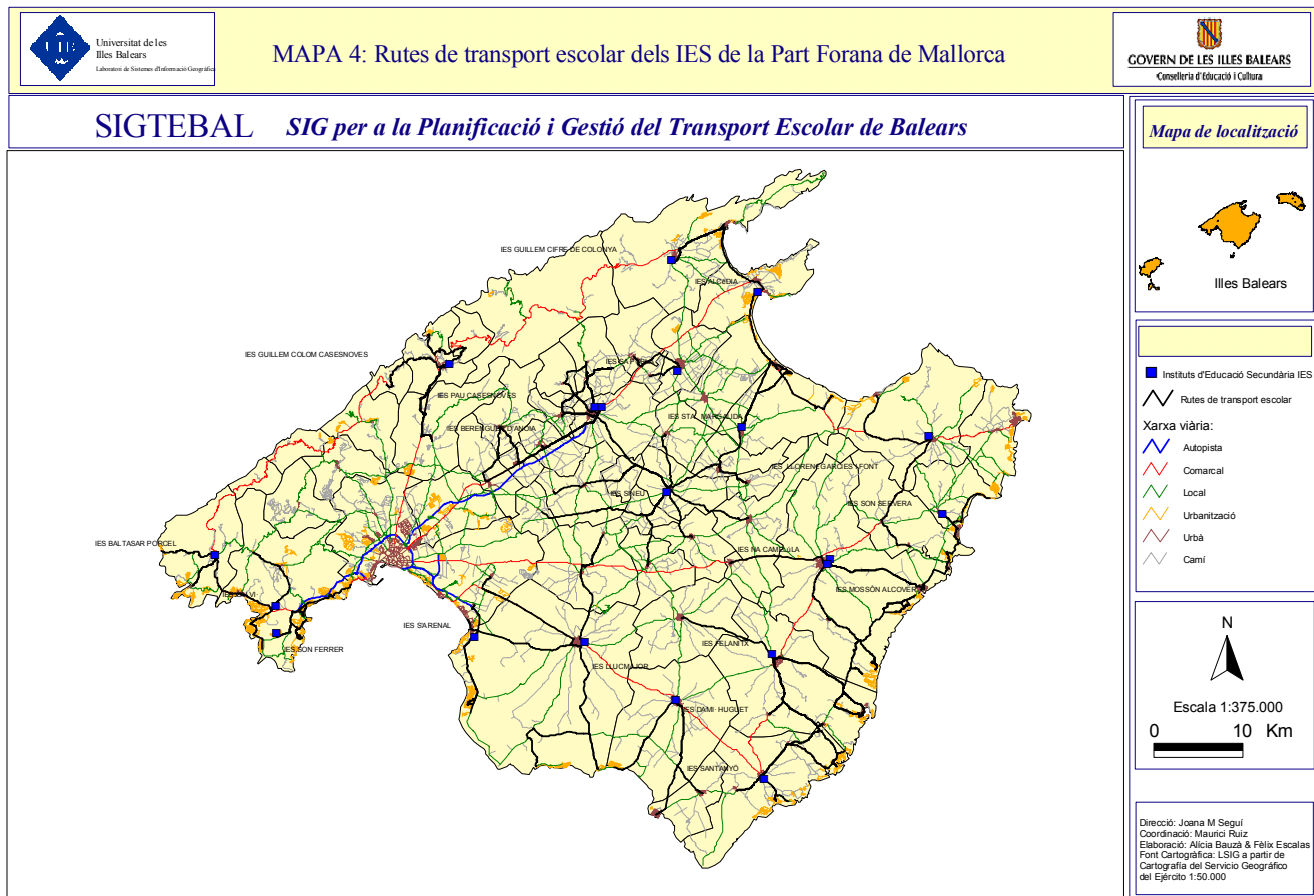 Universitat de les
Illes Balears
Laboratori de Sistemes d'Informació Geogràfica
MAPA 4: Rutes de transport escolar dels IES de la Part Forana de Mallorca
GOVERN DE LES ILLES BALEARS
Conselleria d'Educació i Cultura
SIGTEBAL SIG per a la Planificació i Gestió del Transport Escolar de Balears
Mapa de localització
Illes Balears
IES GUILLEM CIFRE DE COLONYA
IES ALCÚDIA
IES GUILLEM COLOM CASESNOVES
IES SA
IES PAU CASESNOVES
IES BERENGUER D'ANOIA
IES STA. MARGALIDA
IES LLORENÇ GARCIES I FONT
IES SINEU
IES SON SERVERA
IES BALTASAR PORCEL
IES NA CAMEL·LA
IES MOSSÈN ALCOVER
IES
IES S'ARENAL
IES SON FERRER
IES FELANITX
IES LLUCMAJOR
IES DAMI· HUGUET
IES SANTANYÖ
Instituts d'Educació Secundària IES
Rutes de transport escolar
Xarxa viària:
Autopista
Comarcal
Local
Urbanització
Urbà
Camí
N
Escala 1:375.000
0 10 Km
Direcció: Joana M Seguí
Coordinació: Maurici Ruiz
Elaboració: Alícia Bauzà & Fèlix Escalas
Font Cartogràfica: LSIG a partir de
Cartografía del Servicio Geográfico
del Ejército 1:50.000